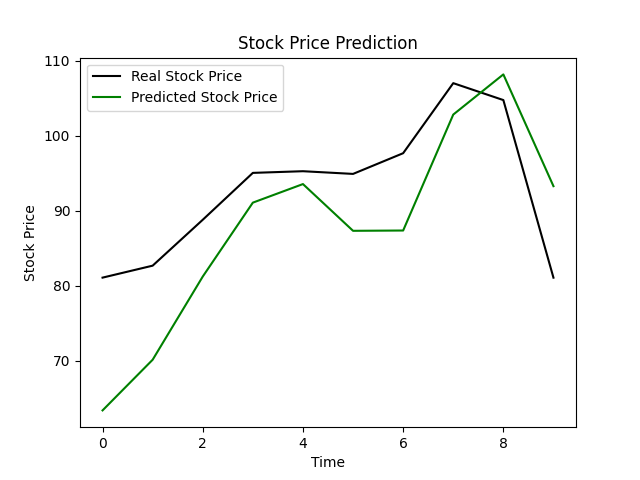 Stock Price Prediction
Real Stock Price
Predicted Stock Price
110
100
90
80
70
Stock Price
0 2 4 6 8
Time